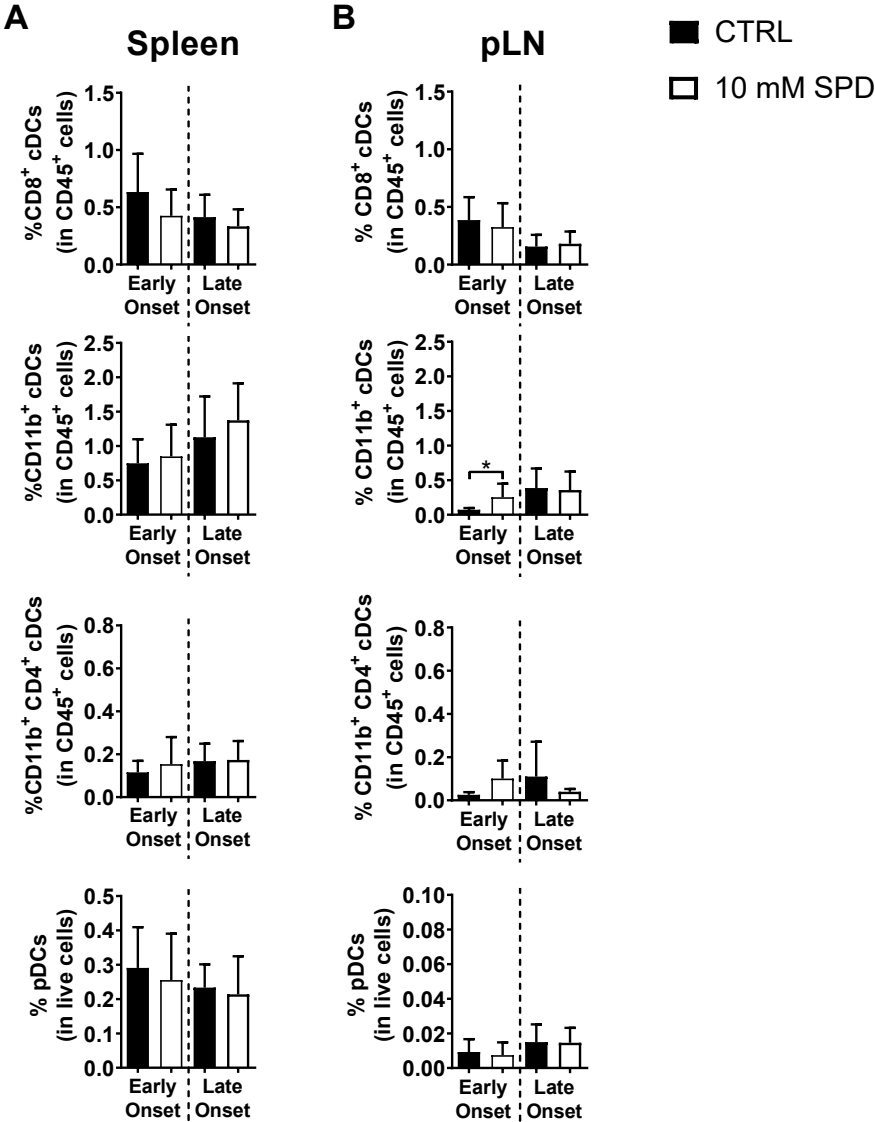 A
Spleen
B
pLN
CTRL
10 mM SPD
%CD8+ cDCs
(in CD45+ cells)
1.5
1.0
0.5
0.0
Early
Onset
Late
Onset
% CD8+ cDCs
(in CD45+ cells)
1.5
1.0
0.5
0.0
Early
Onset
Late
Onset
%CD11b+ cDCs
(in CD45+ cells)
2.5
2.0
1.5
1.0
0.5
0.0
Early
Onset
Late
Onset
% CD11b+ cDCs
(in CD45+ cells)
2.5
2.0
1.5
1.0
0.5
0.0
*
Early
Onset
Late
Onset
%CD11b+ CD4+ cDCs
(in CD45+ cells)
0.8
0.6
0.4
0.2
0.0
Early
Onset
Late
Onset
% CD11b+ CD4+ cDCs
(in CD45+ cells)
0.8
0.6
0.4
0.2
0.0
Early
Onset
Late
Onset
% pDCs
(in live cells)
0.5
0.4
0.3
0.2
0.1
0.0
Early
Onset
Late
Onset
% pDCs
(in live cells)
0.10
0.08
0.06
0.04
0.02
0.00
Early
Onset
Late
Onset